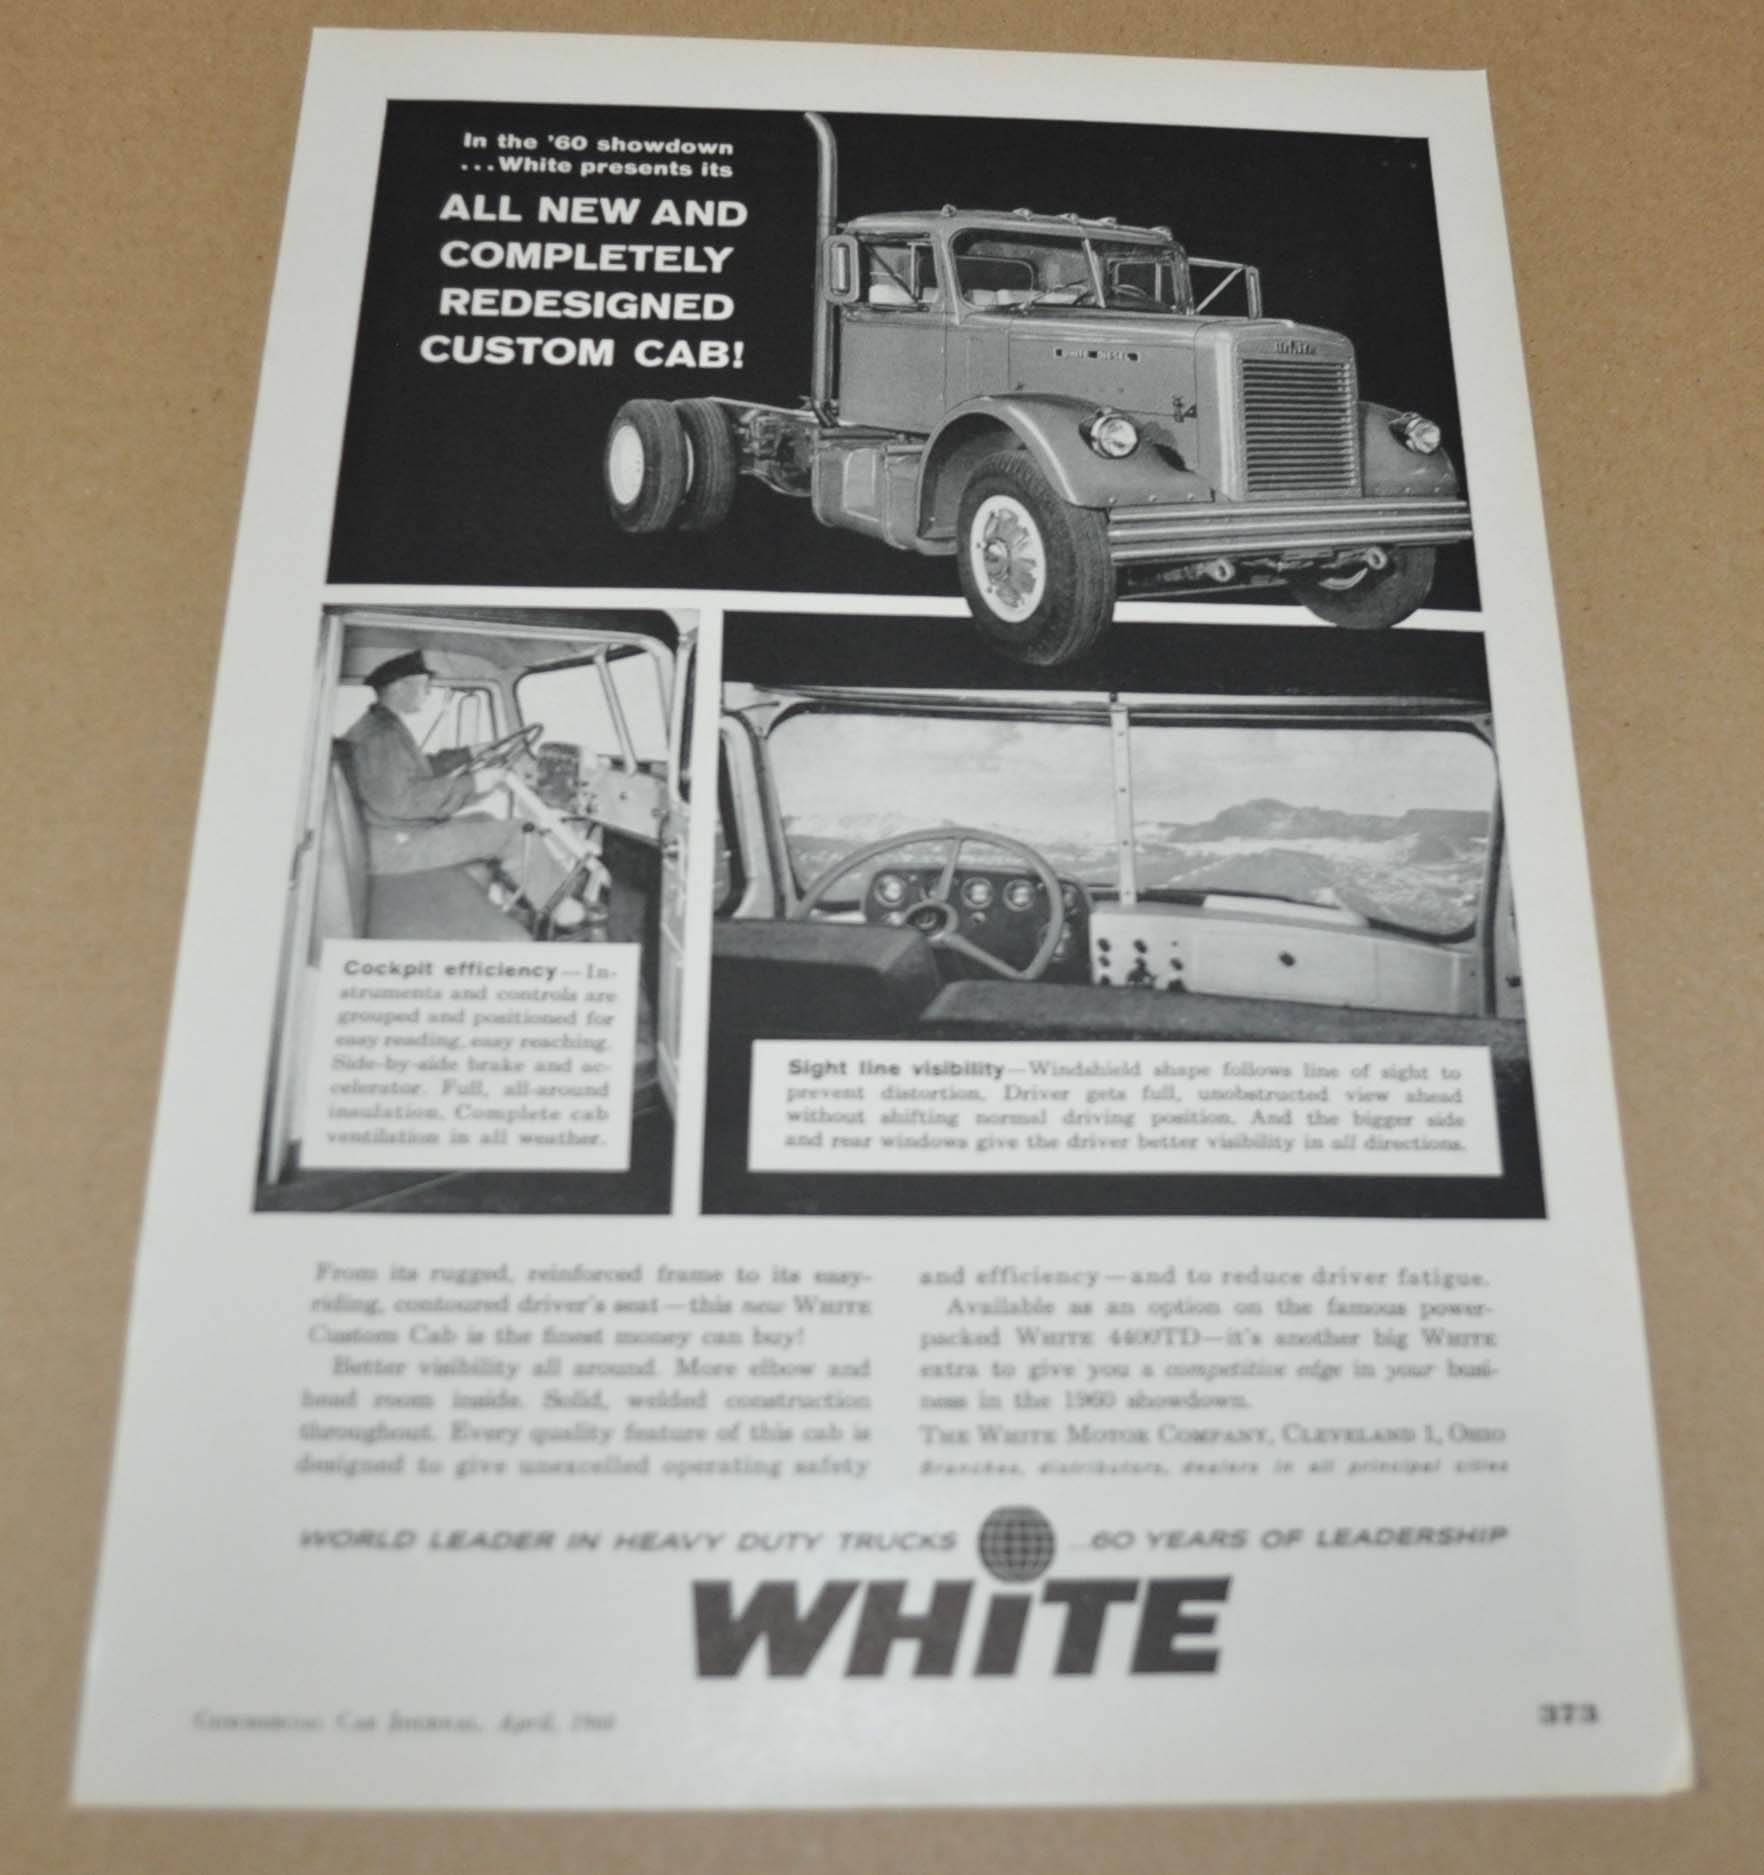 In the '60 showdown
...White presents its
ALL NEW AND
COMPLETELY
REDESIGNED
CUSTOM CAB!
White
WHITE DIESEL
Cockpit efficiency—In-
struments and controls are
grouped and positioned for
easy reading, easy reaching.
Side-by-side brake and ac-
celerator. Full, all-around
insulation. Complete cab
ventilation in all weather.
Sight line visibility—Windshield shape follows line of sight to
prevent distortion. Driver gets full, unobstructed view ahead
without shifting normal driving position. And the bigger side
and rear windows give the driver better visibility in all directions.
From its rugged, reinforced frame to its easy-
riding, contoured driver's seat—this new WHITE
Custom Cab is the finest money can buy!
Better visibility all around. More elbow and
head room inside. Solid, welded construction
throughout. Every quality feature of this cab is
designed to give unexcelled operating safety
and efficiency—and to reduce driver fatigue.
Available as an option on the famous power-
packed WHITE 4400TD—it's another big WHITE
extra to give you a competitive edge in your busi-
ness in the 1960 showdown.
THE WHITE MOTOR COMPANY, CLEVELAND 1, OHIO
Branches, distributors, dealers in all principal cities
WORLD LEADER IN HEAVY DUTY TRUCKS ...60 YEARS OF LEADERSHIP
WHiTE
COMMERCIAL CAR JOURNAL, April, 1960
373